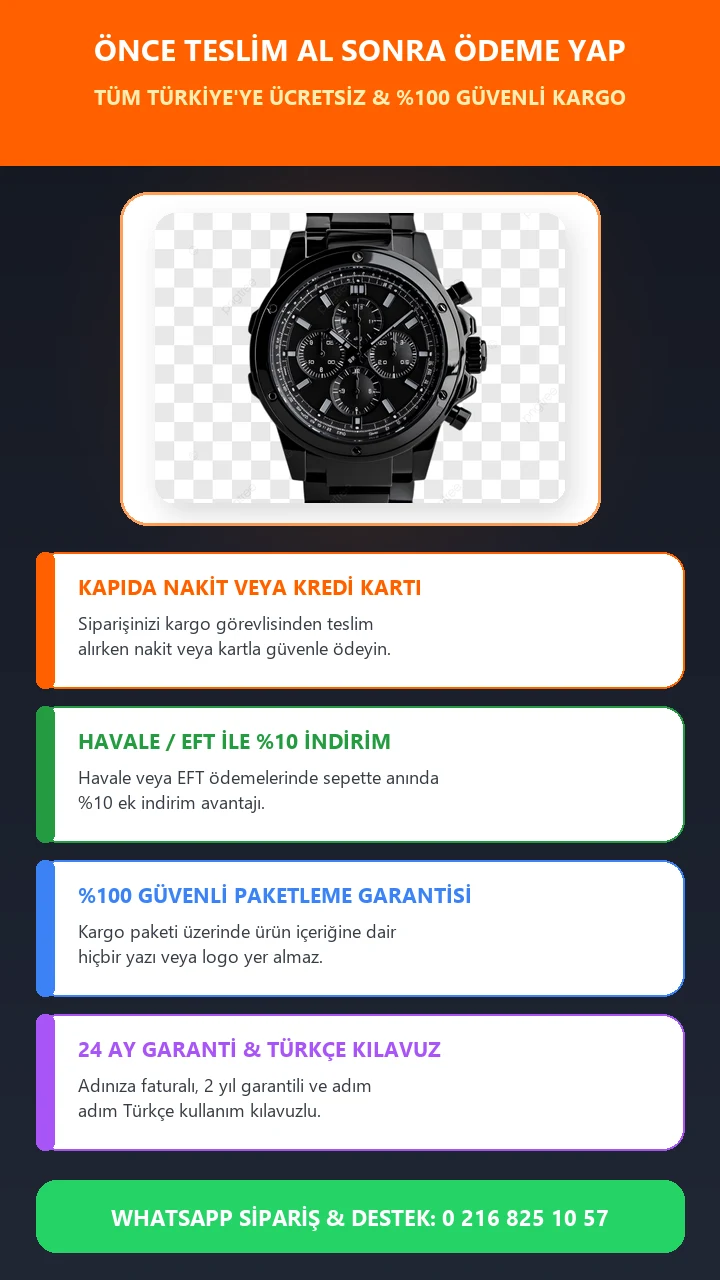 ÖNCE TESLİM AL SONRA ÖDEME YAP
TÜM TÜRKİYE'YE ÜCRETSİZ & %100 GÜVENLİ KARGO
KAPIDA NAKİT VEYA KREDİ KARTI
Siparişinizi kargo görevlisinden teslim
alırken nakit veya kartla güvenle ödeyin.
HAVALE / EFT İLE %10 İNDİRİM
Havale veya EFT ödemelerinde sepette anında
%10 ek indirim avantajı.
%100 GÜVENLİ PAKETLEME GARANTİSİ
Kargo paketi üzerinde ürün içeriğine dair
hiçbir yazı veya logo yer almaz.
24 AY GARANTİ & TÜRKÇE KILAVUZ
Adınıza faturalı, 2 yıl garantili ve adım
adım Türkçe kullanım kılavuzlu.
WHATSAPP SİPARİŞ & DESTEK: 0 216 825 10 57